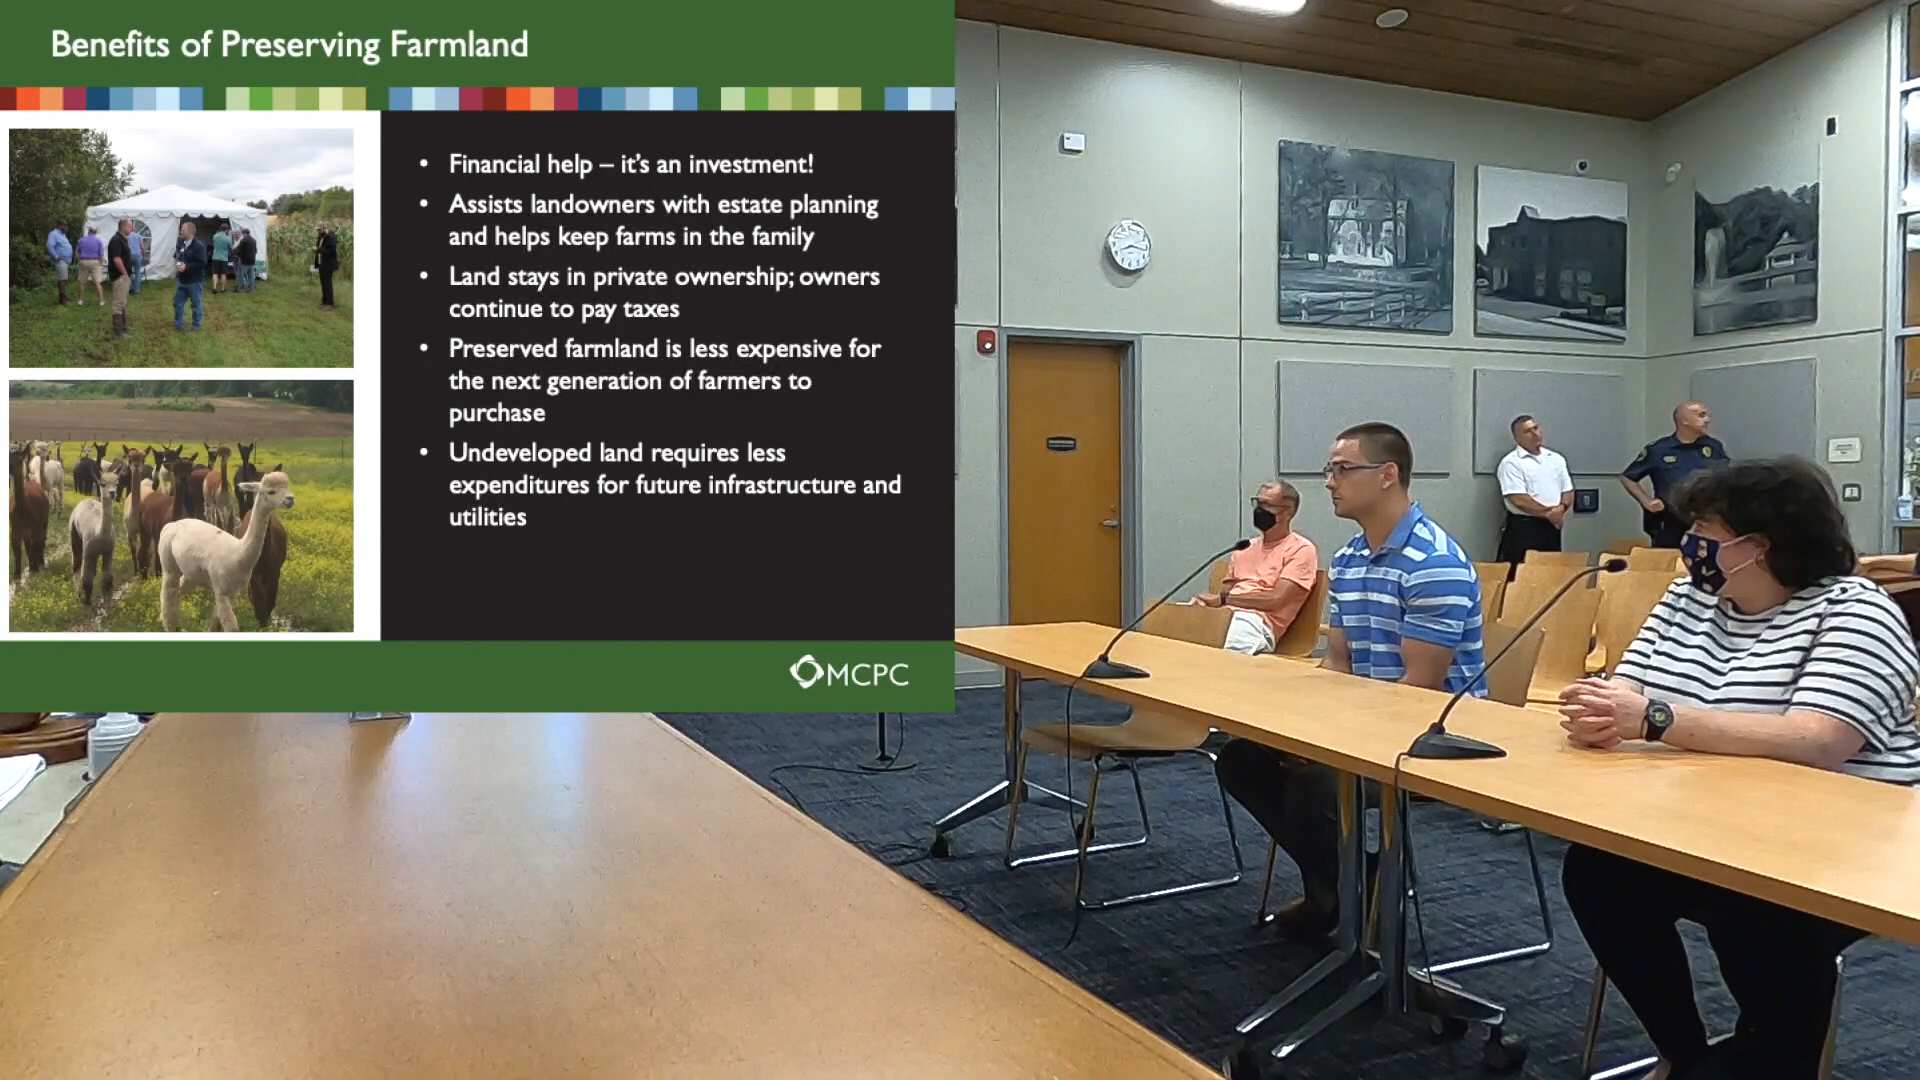 Benefits of Preserving Farmland
• Financial help – it's an investment!
• Assists landowners with estate planning
and helps keep farms in the family
• Land stays in private ownership; owners
continue to pay taxes
• Preserved farmland is less expensive for
the next generation of farmers to
purchase
• Undeveloped land requires less
expenditures for future infrastructure and
utilities
MCPC